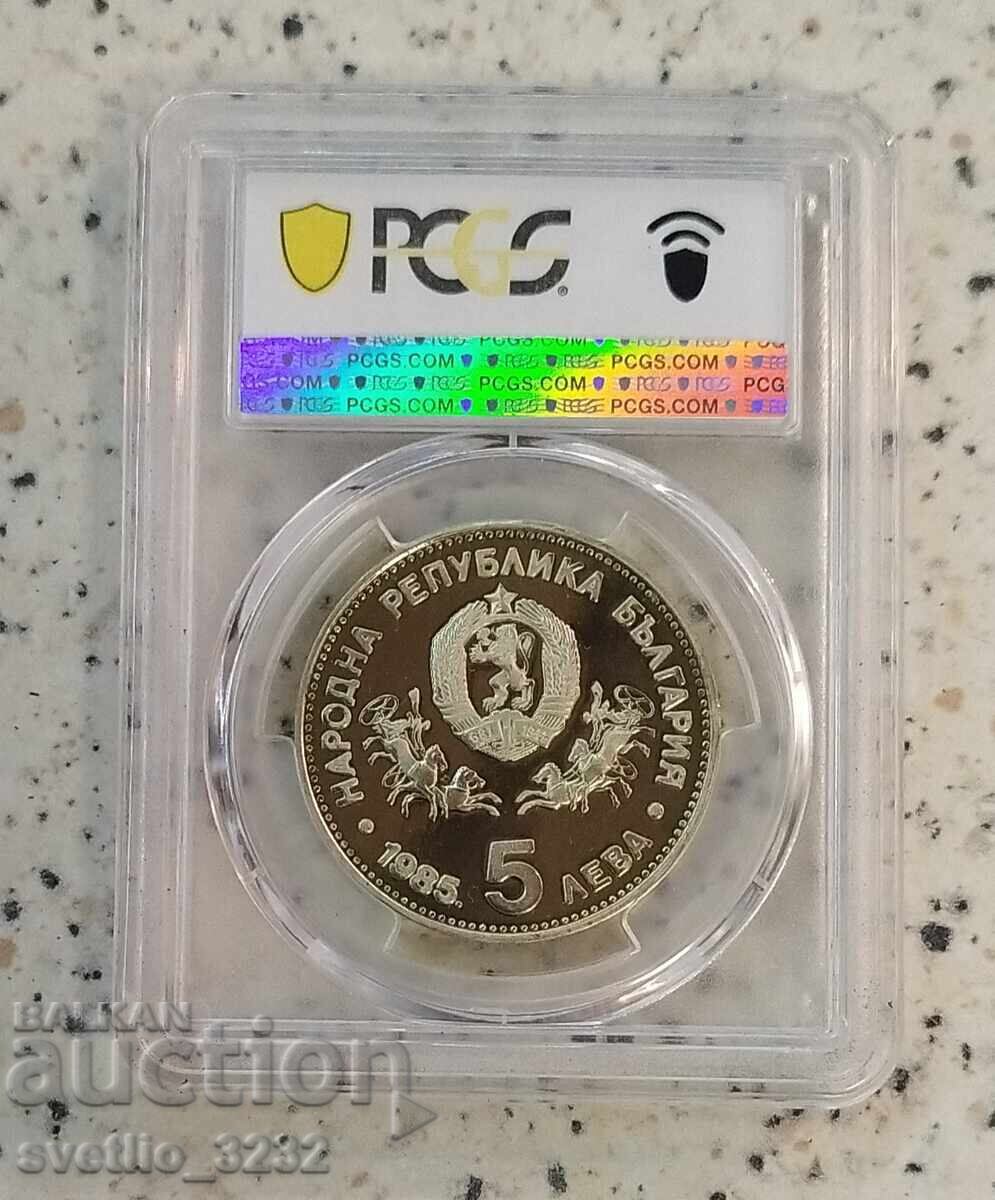 PCGS
®
PCGS.COM PCGS.COM
PCGS.COM PCGS.COM PCG
PCGS.COM PCGS.COM
НАРОДНА РЕПУБЛИКА БЪЛГАРИЯ
1985. 5 ЛЕВА
BALKAN
auction
svetlio_3232